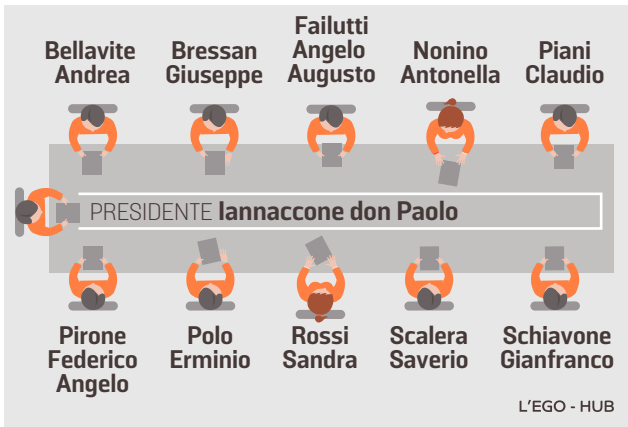 Bellavite
Andrea
Bressan
Giuseppe
Failutti
Angelo
Augusto
Nonino
Antonella
Piani
Claudio
PRESIDENTE Iannaccone don Paolo
Pirone
Federico
Angelo
Polo
Erminio
Rossi
Sandra
Scalera
Saverio
Schiavone
Gianfranco
L'EGO - HUB